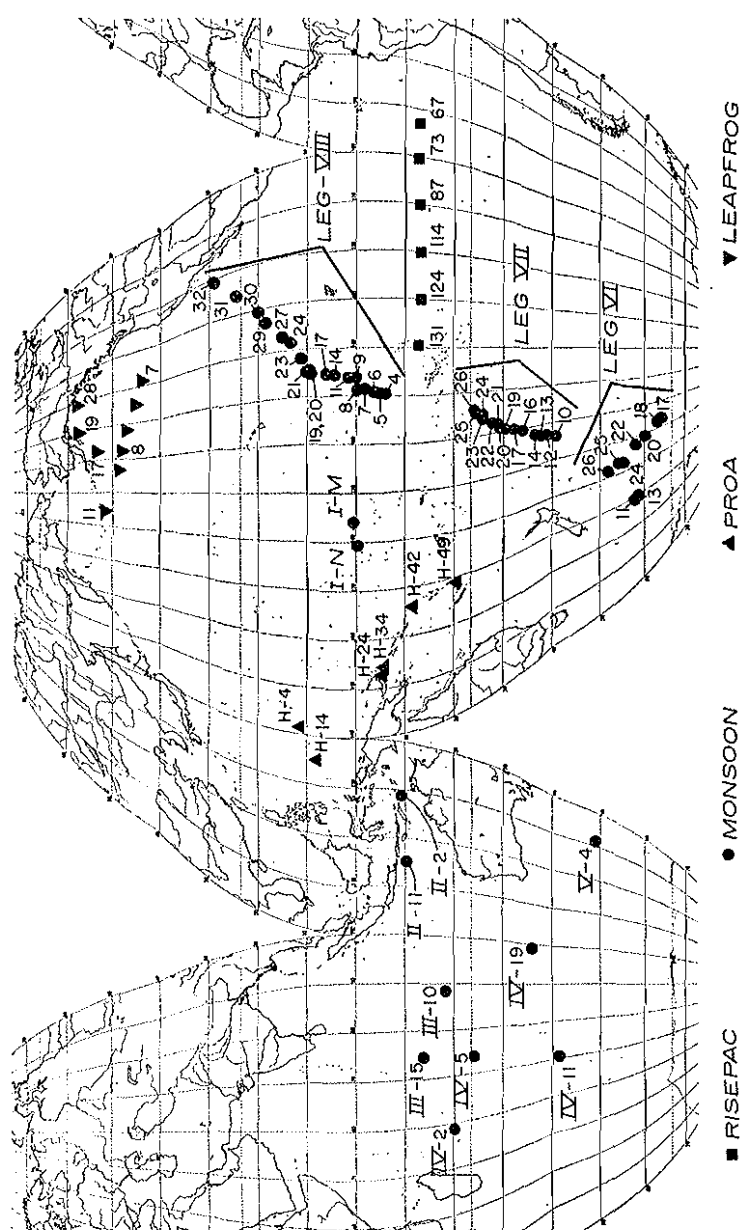 28
19
17
11
8
7
LEG-VIII
32
31
30
29
27
24
23
21
19, 20
17
14
11
9
8
7
6
5
4
I-M
I-N
H-4
H-14
H-24
H-34
H-42
H-49
67
73
87
114
124
131
LEG VII
26
25
24
23
22
21
20
19
17
16
14
13
12
10
LEG VI
26
25
24
22
20
18
17
13
11
II-2
II-11
III-10
III-15
IV-2
IV-5
IV-11
IV-19
V-4
RISEPAC
MONSOON
PROA
LEAPFROG